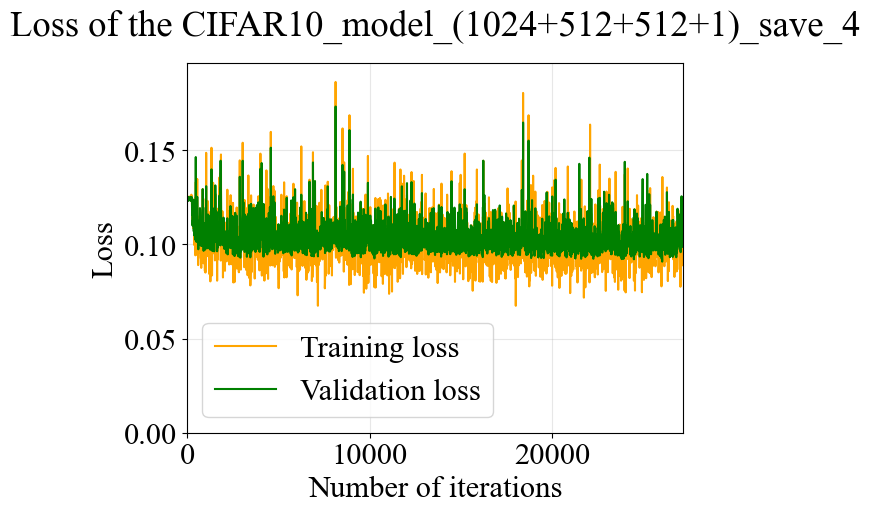 Loss of the CIFAR10_model_(1024+512+512+1)_save_4
0.15
0.10
0.05
0.00
Loss
Training loss
Validation loss
0 10000 20000
Number of iterations